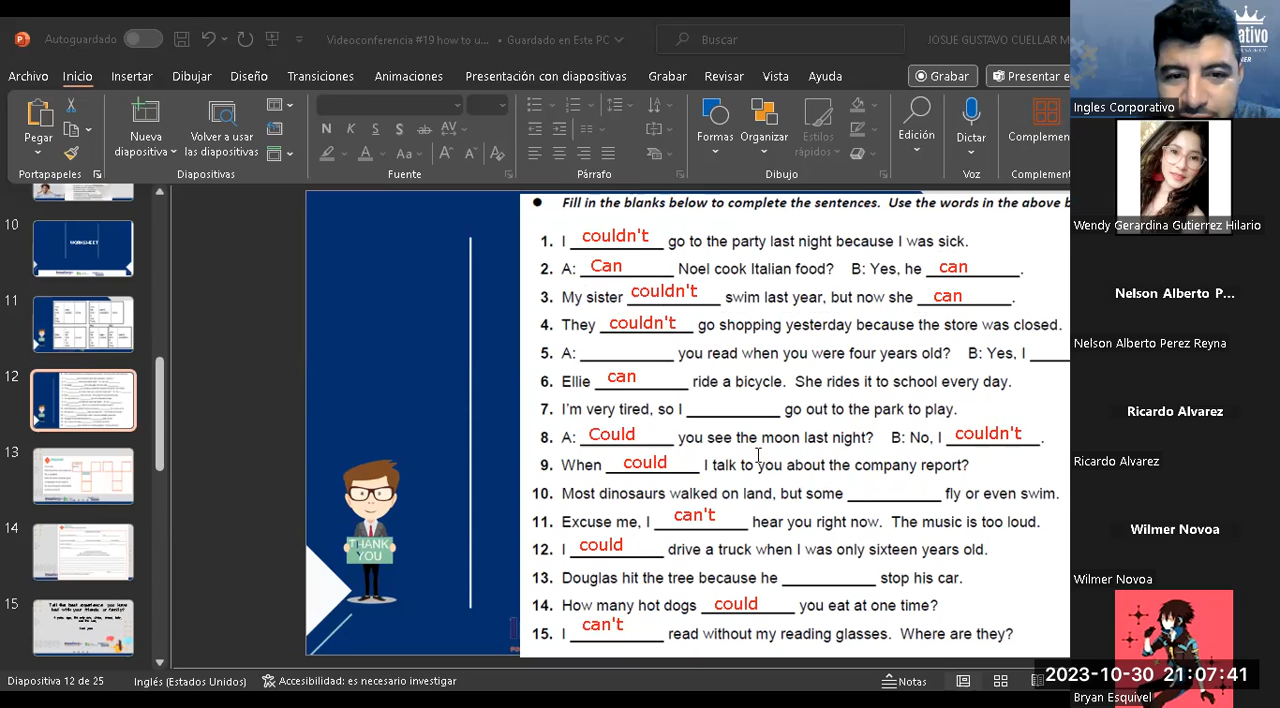 Autoguardado
Videoconferencia #19 how to u... • Guardado en Este PC
Buscar
JOSUE GUSTAVO CUELLAR M
Archivo Inicio Insertar Dibujar Diseño Transiciones Animaciones Presentación con diapositivas Grabar Revisar Vista Ayuda
Grabar
Presentar e
Pegar
Nueva diapositiva
Volver a usar las diapositivas
Formas
Organizar
Estilos rápidos
Edición
Dictar
Complemen
Portapapeles
Diapositivas
Fuente
Párrafo
Dibujo
Voz
Complement
10
WORKSHEET
11
12
13
14
15
THANK YOU
Fill in the blanks below to complete the sentences. Use the words in the above b
1. I couldn't go to the party last night because I was sick.
2. A: Can Noel cook Italian food? B: Yes, he can.
3. My sister couldn't swim last year, but now she can.
4. They couldn't go shopping yesterday because the store was closed.
5. A: ____ you read when you were four years old? B: Yes, I ____
6. Ellie can ride a bicycle. She rides it to school every day.
7. I'm very tired, so I ____ go out to the park to play.
8. A: Could you see the moon last night? B: No, I couldn't.
9. When could I talk to you about the company report?
10. Most dinosaurs walked on land, but some ____ fly or even swim.
11. Excuse me, I can't hear you right now. The music is too loud.
12. I could drive a truck when I was only sixteen years old.
13. Douglas hit the tree because he ____ stop his car.
14. How many hot dogs could you eat at one time?
15. I can't read without my reading glasses. Where are they?
Diapositiva 12 de 25
Inglés (Estados Unidos)
Accesibilidad: es necesario investigar
Notas
Ingles Corporativo
Wendy Gerardina Gutierrez Hilario
Nelson Alberto P...
Nelson Alberto Perez Reyna
Ricardo Alvarez
Ricardo Alvarez
Wilmer Novoa
Wilmer Novoa
2023-10-30 21:07:41
Bryan Esquivel